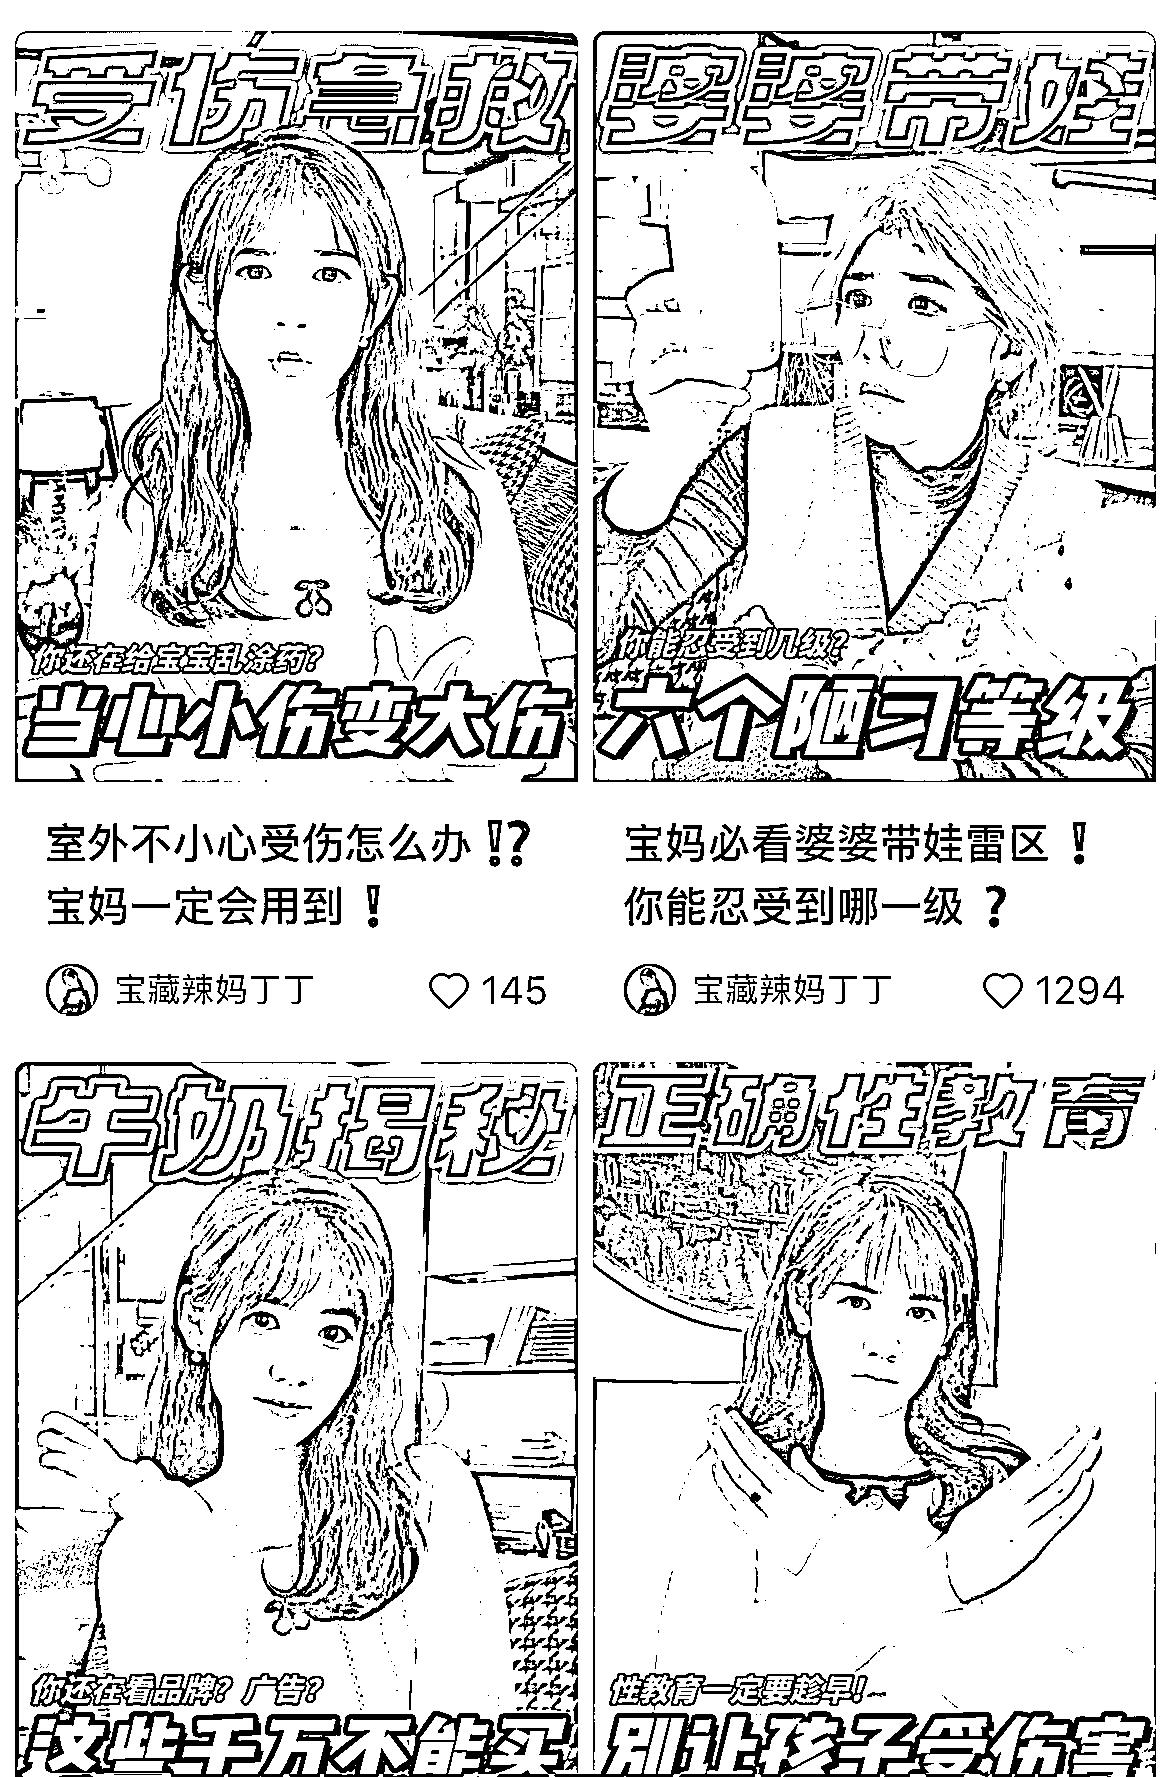 受伤急救
你还在给宝宝乱涂药?
当心小伤变大伤
室外不小心受伤怎么办⁉
宝妈一定会用到❗
宝藏辣妈丁丁
145
婆婆带娃
你能忍受到几级?
六个陋习等级
宝妈必看婆婆带娃雷区❗
你能忍受到哪一级❓
宝藏辣妈丁丁
1294
牛奶揭秘
你还在看品牌? 广告?
这些千万不能买
正确性教育
性教育一定要趁早!
别让孩子受伤害